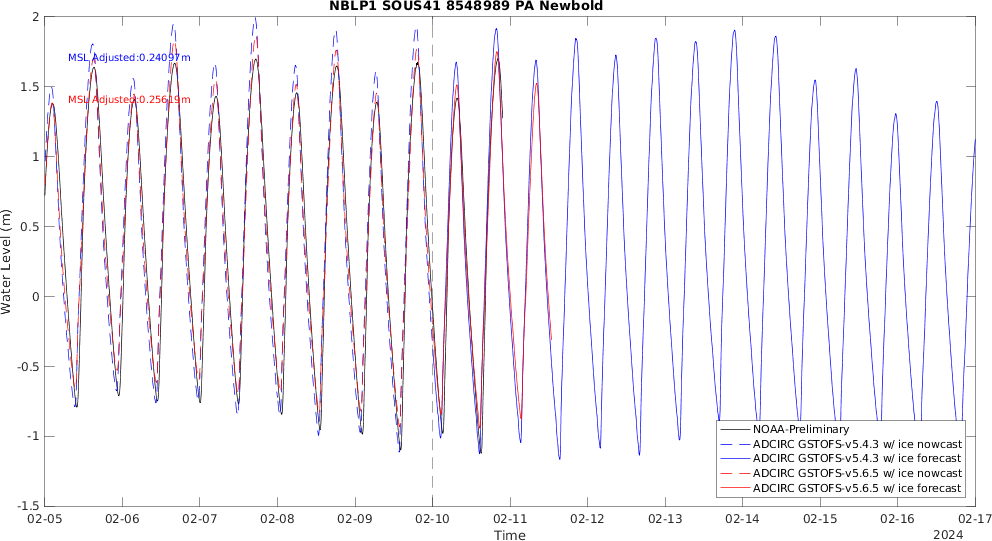 NBLP1 SOUS41 8548989 PA Newbold
MSL Adjusted:0.24097m
MSL Adjusted:0.25619m
Water Level (m)
2
1.5
1
0.5
0
-0.5
-1
-1.5
NOAA-Preliminary
ADCIRC GSTOFS-v5.4.3 w/ ice nowcast
ADCIRC GSTOFS-v5.4.3 w/ ice forecast
ADCIRC GSTOFS-v5.6.5 w/ ice nowcast
ADCIRC GSTOFS-v5.6.5 w/ ice forecast
02-05 02-06 02-07 02-08 02-09 02-10 02-11 02-12 02-13 02-14 02-15 02-16 02-17
Time
2024